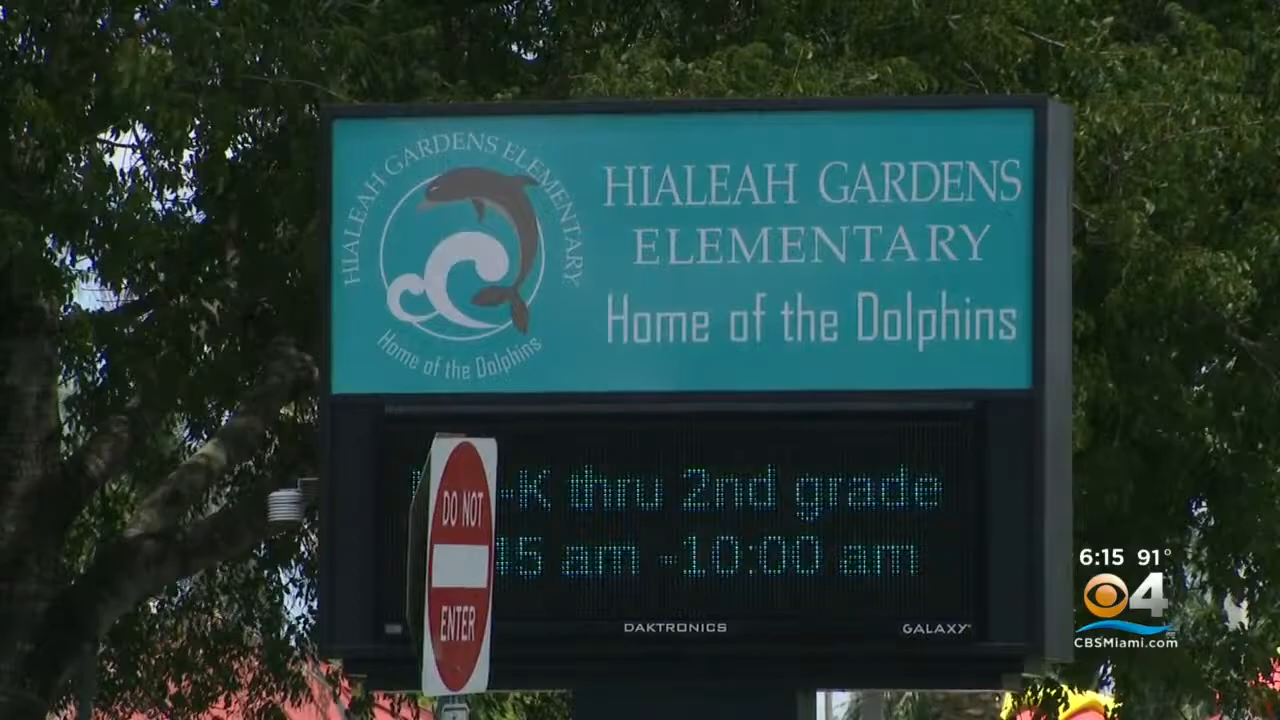 HIALEAH GARDENS ELEMENTARY
Home of the Dolphins
HIALEAH GARDENS
ELEMENTARY
Home of the Dolphins
-K thru 2nd grade
45 am -10:00 am
DO NOT
ENTER
DAKTRONICS
GALAXY®
6:15 91°
4
CBSMiami.com